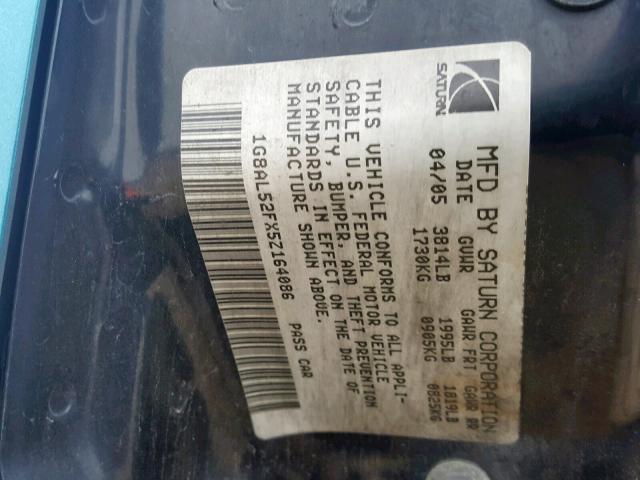 SATURN
MFD BY SATURN CORPORATION
DATE GVWR GAWR FRT GAWR RR
04/05 3814LB 1995LB 1819LB
1730KG 0905KG 0825KG
THIS VEHICLE CONFORMS TO ALL APPLI-
CABLE U.S. FEDERAL MOTOR VEHICLE
SAFETY, BUMPER, AND THEFT PREVENTION
STANDARDS IN EFFECT ON THE DATE OF
MANUFACTURE SHOWN ABOVE.
1G8AL52FX5Z164086 PASS CAR